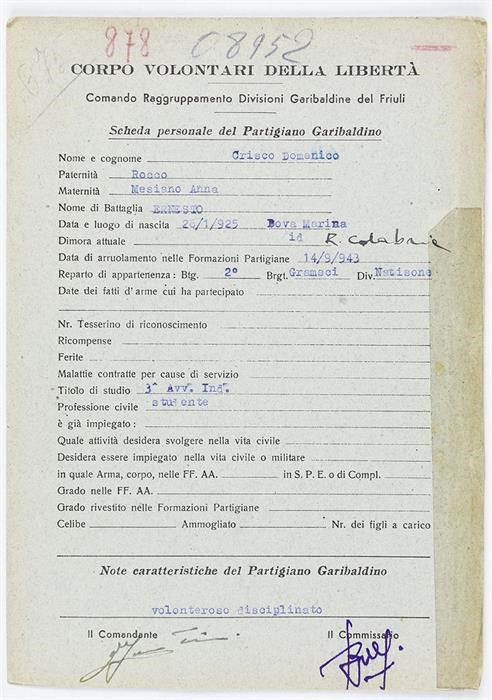 878 08952
CORPO VOLONTARI DELLA LIBERTÀ
Comando Raggruppamento Divisioni Garibaldine del Friuli
Scheda personale del Partigiano Garibaldino
Nome e cognome Crisco Domenico
Paternità Rocco
Maternità Mesiano Anna
Nome di Battaglia ERNESTO
Data e luogo di nascita 26/1/925 Bova Marina
Dimora attuale id R. Calabria
Data di arruolamento nelle Formazioni Partigiane 14/9/943
Reparto di appartenenza: Btg. 2° Brgt. Gramsci Div. Natisone
Date dei fatti d'arme cui ha partecipato
Nr. Tesserino di riconoscimento
Ricompense
Ferite
Malattie contratte per cause di servizio
Titolo di studio 3^ Avv. Ind.
Professione civile studente
è già impiegato:
Quale attività desidera svolgere nella vita civile
Desidera essere impiegato nella vita civile o militare
in quale Arma, corpo, nelle FF. AA. in S. P. E. o di Compl.
Grado nelle FF. AA.
Grado rivestito nelle Formazioni Partigiane
Celibe Ammogliato Nr. dei figli a carico
Note caratteristiche del Partigiano Garibaldino
volonteroso disciplinato
Il Comandante Il Commissario